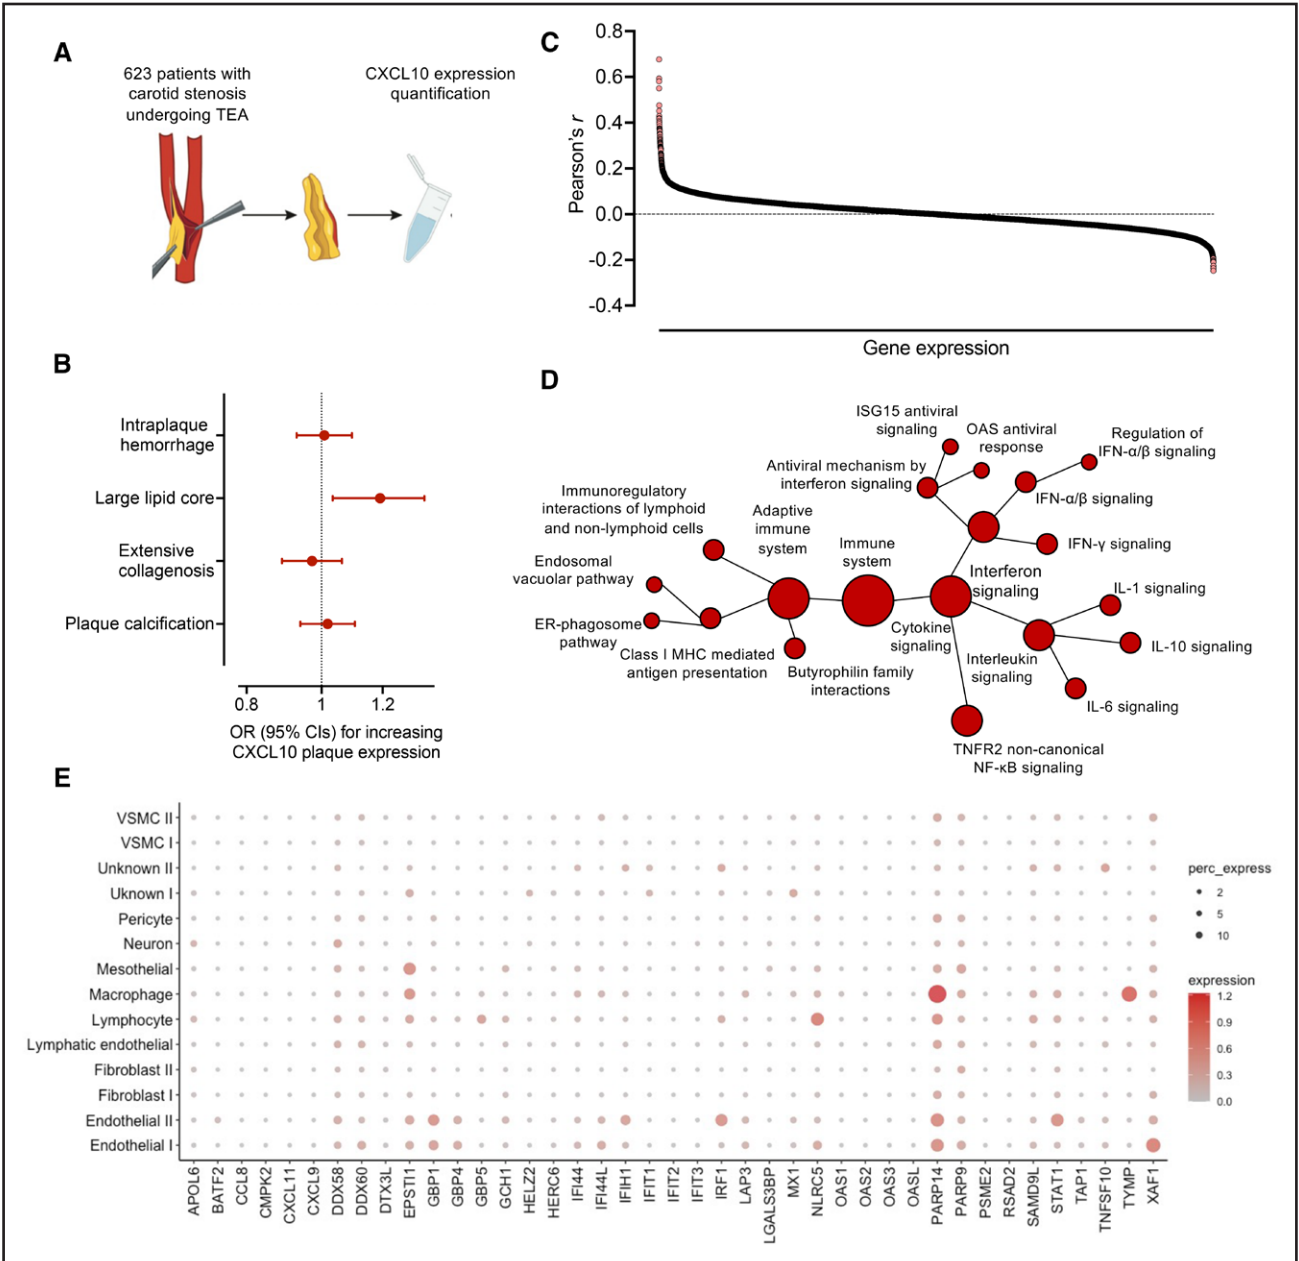 A
623 patients with
carotid stenosis
undergoing TEA
CXCL10 expression
quantification
C
0.8
0.6
0.4
0.2
0.0
-0.2
-0.4
Pearson's r
Gene expression
B
Intraplaque
hemorrhage
Large lipid core
Extensive
collagenosis
Plaque calcification
0.8
1
1.2
OR (95% CIs) for increasing
CXCL10 plaque expression
D
ISG15 antiviral
signaling
OAS antiviral
response
Regulation of
IFN-α/β signaling
Antiviral mechanism by
interferon signaling
IFN-α/β signaling
Immunoregulatory
interactions of lymphoid
and non-lymphoid cells
Adaptive
immune
system
Immune
system
IFN-γ signaling
Endosomal
vacuolar pathway
Interferon
signaling
IL-1 signaling
ER-phagosome
pathway
Class I MHC mediated
antigen presentation
Butyrophilin family
interactions
Cytokine
signaling
Interleukin
signaling
IL-10 signaling
IL-6 signaling
TNFR2 non-canonical
NF-κB signaling
E
VSMC II
VSMC I
Unknown II
Uknown I
Pericyte
Neuron
Mesothelial
Macrophage
Lymphocyte
Lymphatic endothelial
Fibroblast II
Fibroblast I
Endothelial II
Endothelial I
APOL6
BATF2
CCL8
CMPK2
CXCL11
CXCL9
DDX58
DDX60
DTX3L
EPSTI1
GBP1
GBP4
GBP5
GCH1
HELZ2
HERC6
IFI44
IFI44L
IFIH1
IFIT1
IFIT2
IFIT3
IRF1
LAP3
LGALS3BP
MX1
NLRC5
OAS1
OAS2
OAS3
OASL
PARP14
PARP9
PSME2
RSAD2
SAMD9L
STAT1
TAP1
TNFSF10
TYMP
XAF1
perc_express
2
5
10
expression
1.2
0.9
0.6
0.3
0.0